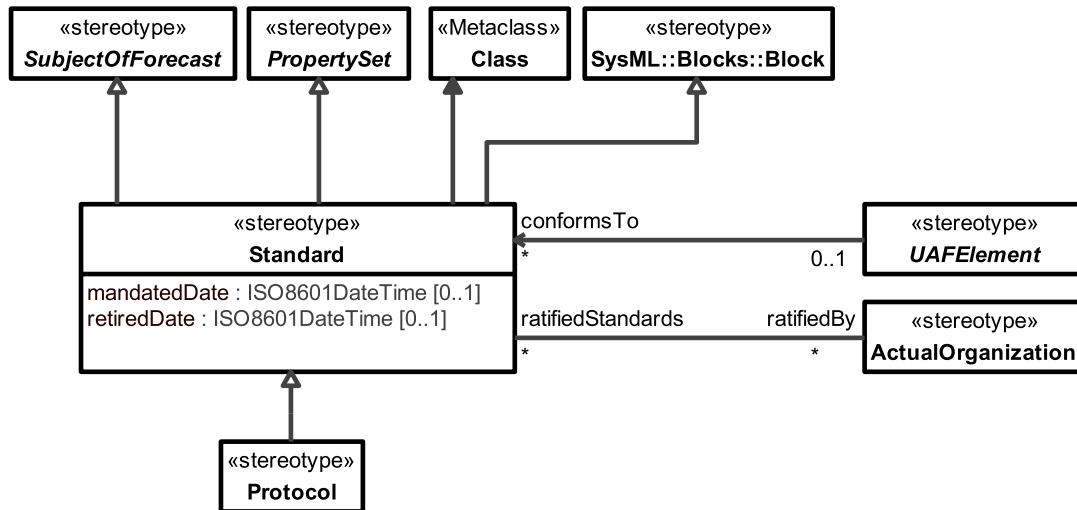 «stereotype»
SubjectOfForecast
«stereotype»
PropertySet
«Metaclass»
Class
«stereotype»
SysML::Blocks::Block
«stereotype»
Standard
mandatedDate : ISO8601DateTime [0..1]
retiredDate : ISO8601DateTime [0..1]
conformsTo
*
0..1
«stereotype»
UAFElement
ratifiedStandards
*
ratifiedBy
*
«stereotype»
ActualOrganization
«stereotype»
Protocol